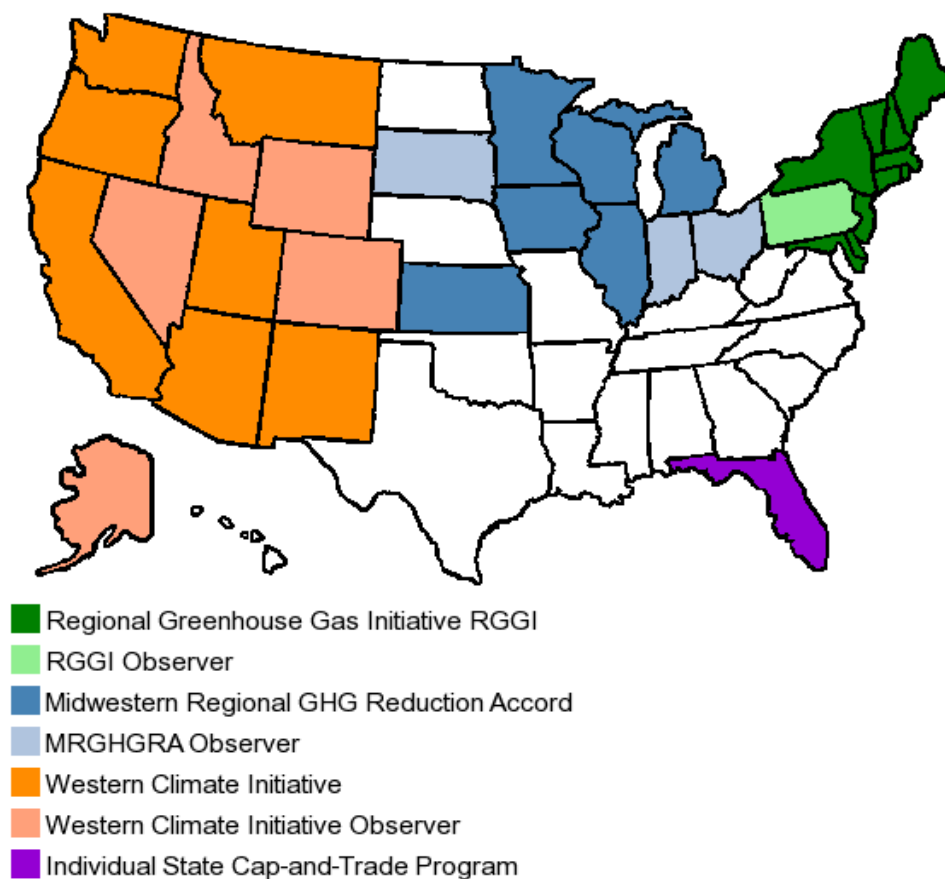 Regional Greenhouse Gas Initiative RGGI
RGGI Observer
Midwestern Regional GHG Reduction Accord
MRGHGRA Observer
Western Climate Initiative
Western Climate Initiative Observer
Individual State Cap-and-Trade Program